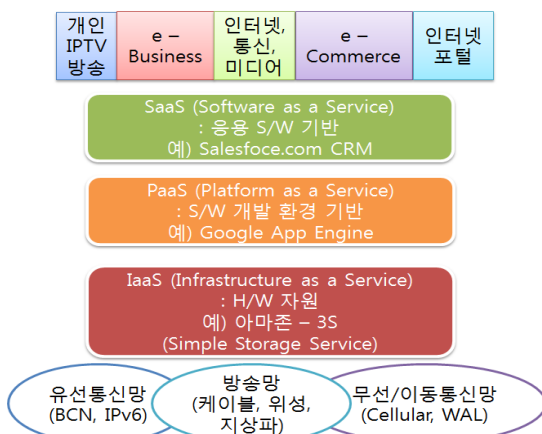 개인
IPTV
방송
e –
Business
인터넷,
통신,
미디어
e –
Commerce
인터넷
포털
SaaS (Software as a Service)
: 응용 S/W 기반
예) Salesfoce.com CRM
PaaS (Platform as a Service)
: S/W 개발 환경 기반
예) Google App Engine
IaaS (Infrastructure as a Service)
: H/W 자원
예) 아마존 – 3S
(Simple Storage Service)
유선통신망
(BCN, IPv6)
방송망
(케이블, 위성,
지상파)
무선/이동통신망
(Cellular, WAL)